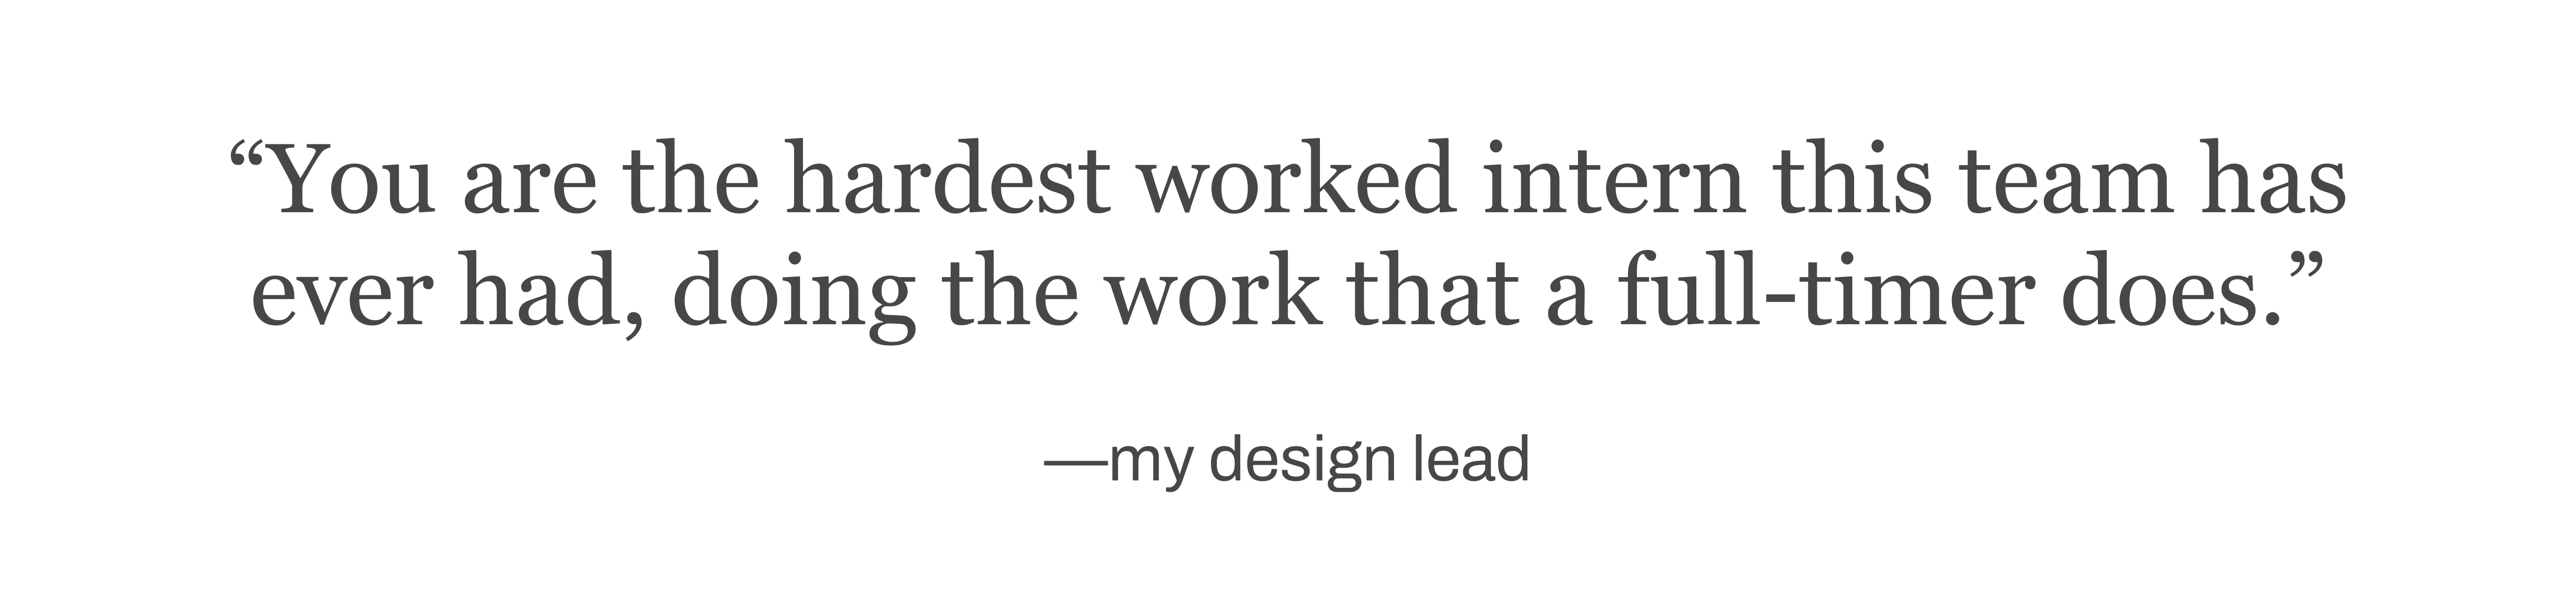 “You are the hardest worked intern this team has
ever had, doing the work that a full-timer does.”
—my design lead